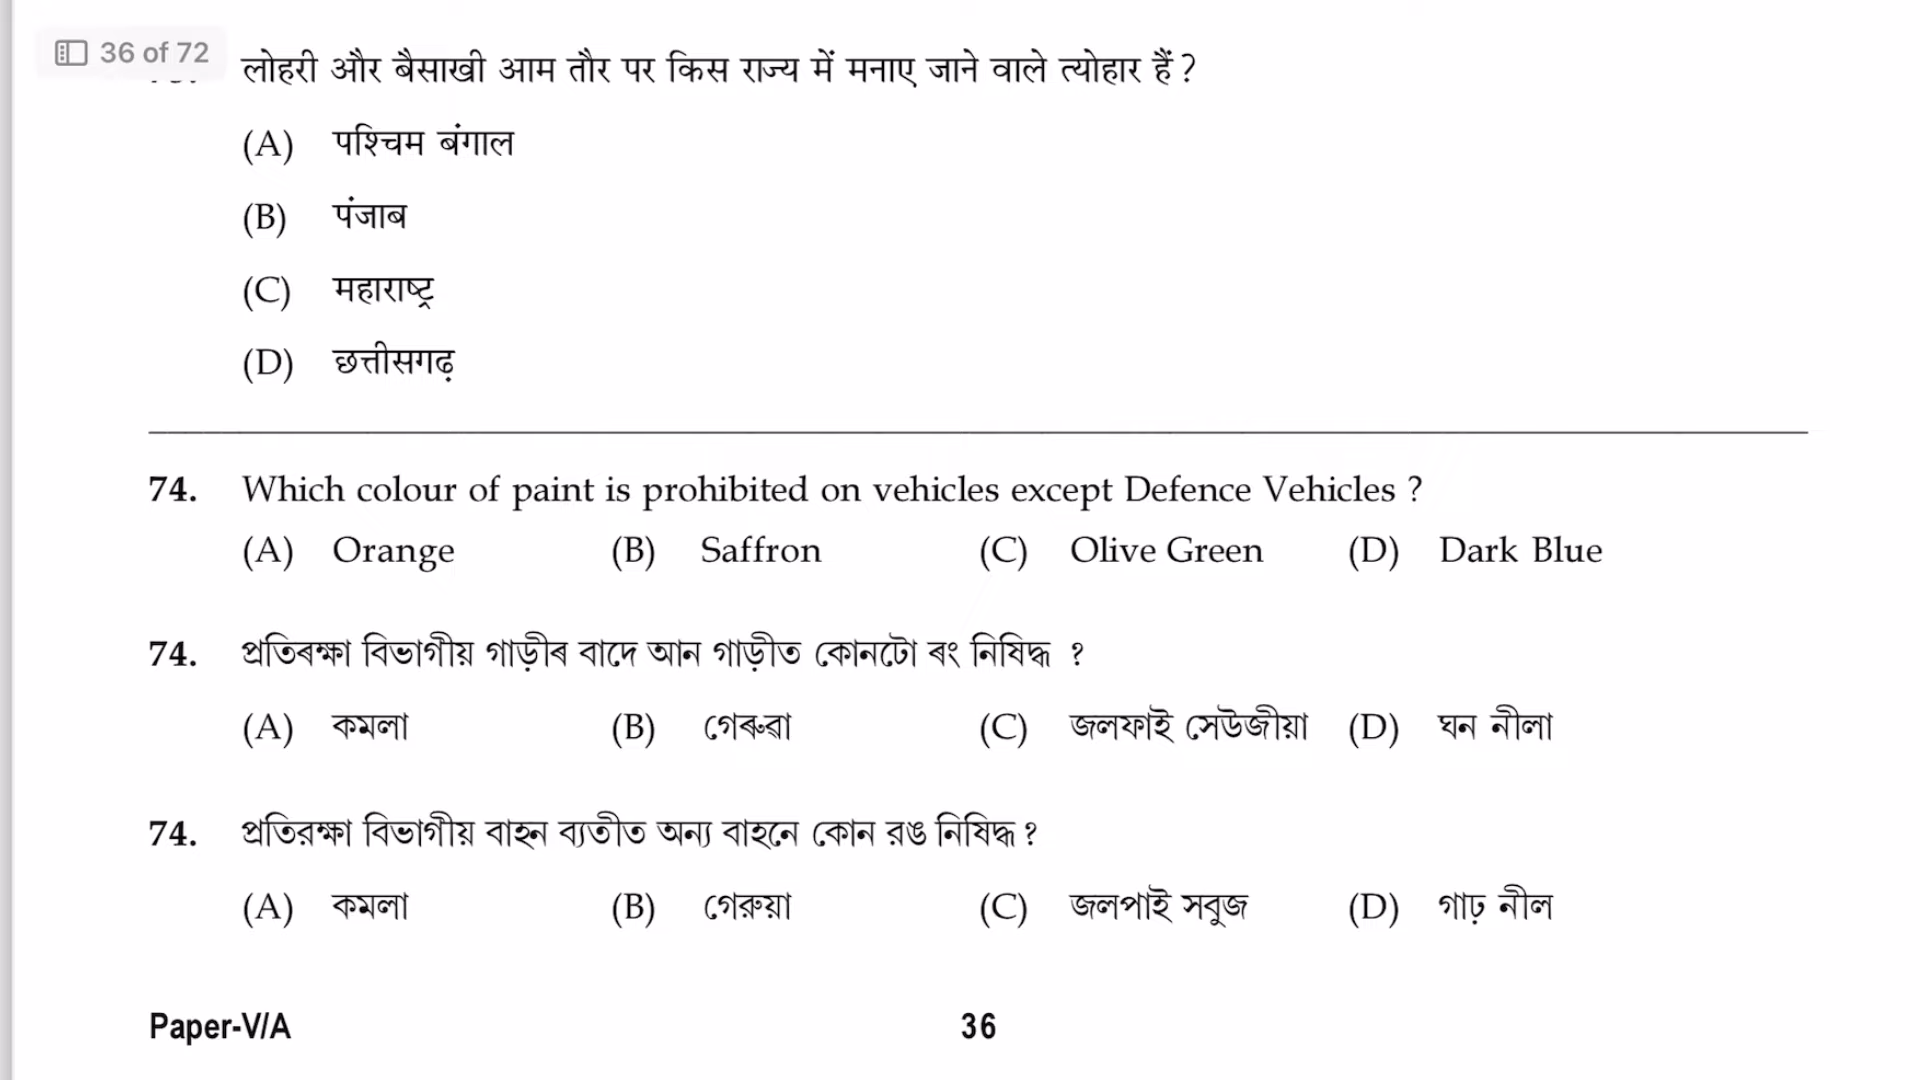 36 of 72
लोहरी और बैसाखी आम तौर पर किस राज्य में मनाए जाने वाले त्योहार हैं ?
(A) पश्चिम बंगाल
(B) पंजाब
(C) महाराष्ट्र
(D) छत्तीसगढ़
74. Which colour of paint is prohibited on vehicles except Defence Vehicles ?
(A) Orange (B) Saffron (C) Olive Green (D) Dark Blue
74. প্ৰতিৰক্ষা বিভাগীয় গাড়ীৰ বাদে আন গাড়ীত কোনটো ৰং নিষিদ্ধ ?
(A) কমলা (B) গেৰুৱা (C) জলফাই সেউজীয়া (D) ঘন নীলা
74. প্রতিরক্ষা বিভাগীয় বাহন ব্যতীত অন্য বাহনে কোন রঙ নিষিদ্ধ ?
(A) কমলা (B) গেরুয়া (C) জলপাই সবুজ (D) গাঢ় নীল
Paper-V/A 36